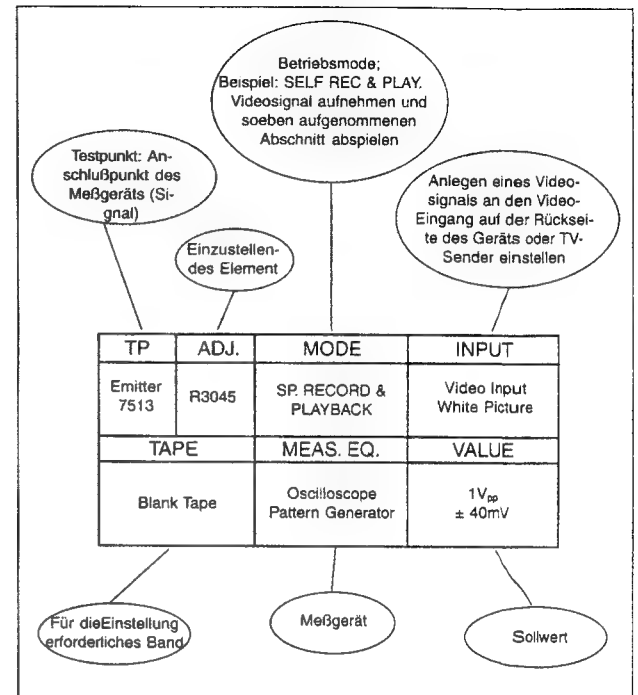 Betriebsmode;
Beispiel: SELF REC & PLAY.
Videosignal aufnehmen und
soeben aufgenommenen
Abschnitt abspielen
Testpunkt: An-
schlußpunkt des
Meßgeräts (Si-
gnal)
Einzustellen-
des Element
Anlegen eines Video-
signals an den Video-
Eingang auf der Rücksei-
te des Geräts oder TV-
Sender einstellen
TP ADJ. MODE INPUT
Emitter
7513
R3045
SP. RECORD &
PLAYBACK
Video Input
White Picture
TAPE MEAS. EQ. VALUE
Blank Tape
Oscilloscope
Pattern Generator
1Vpp
± 40mV
Für dieEinstellung
erforderliches Band
Meßgerät
Sollwert